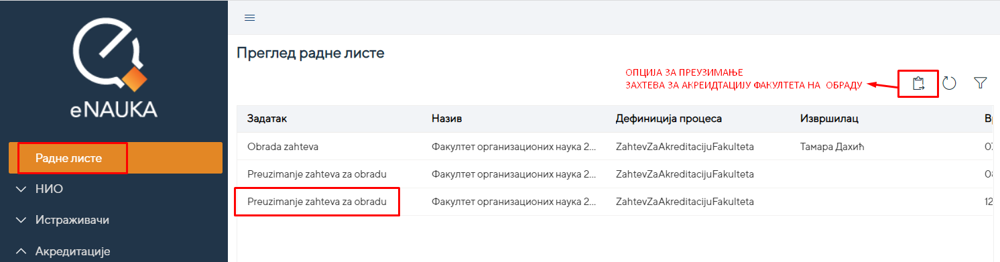 eNAUKA
Радне листе
НИО
Истраживачи
Акредитације
Преглед радне листе
ОПЦИЈА ЗА ПРЕУЗИМАЊЕ
ЗАХТЕВА ЗА АКРЕИДТАЦИЈУ ФАКУЛТЕТА НА ОБРАДУ
Задатак Назив Дефиниција процеса Извршилац Вр
Obrada zahteva Факултет организационих наука 2... ZahtevZaAkreditacijuFakulteta Тамара Дахић 07
Preuzimanje zahteva za obradu Факултет организационих наука 2... ZahtevZaAkreditacijuFakulteta 08
Preuzimanje zahteva za obradu Факултет организационих наука 2... ZahtevZaAkreditacijuFakulteta 12